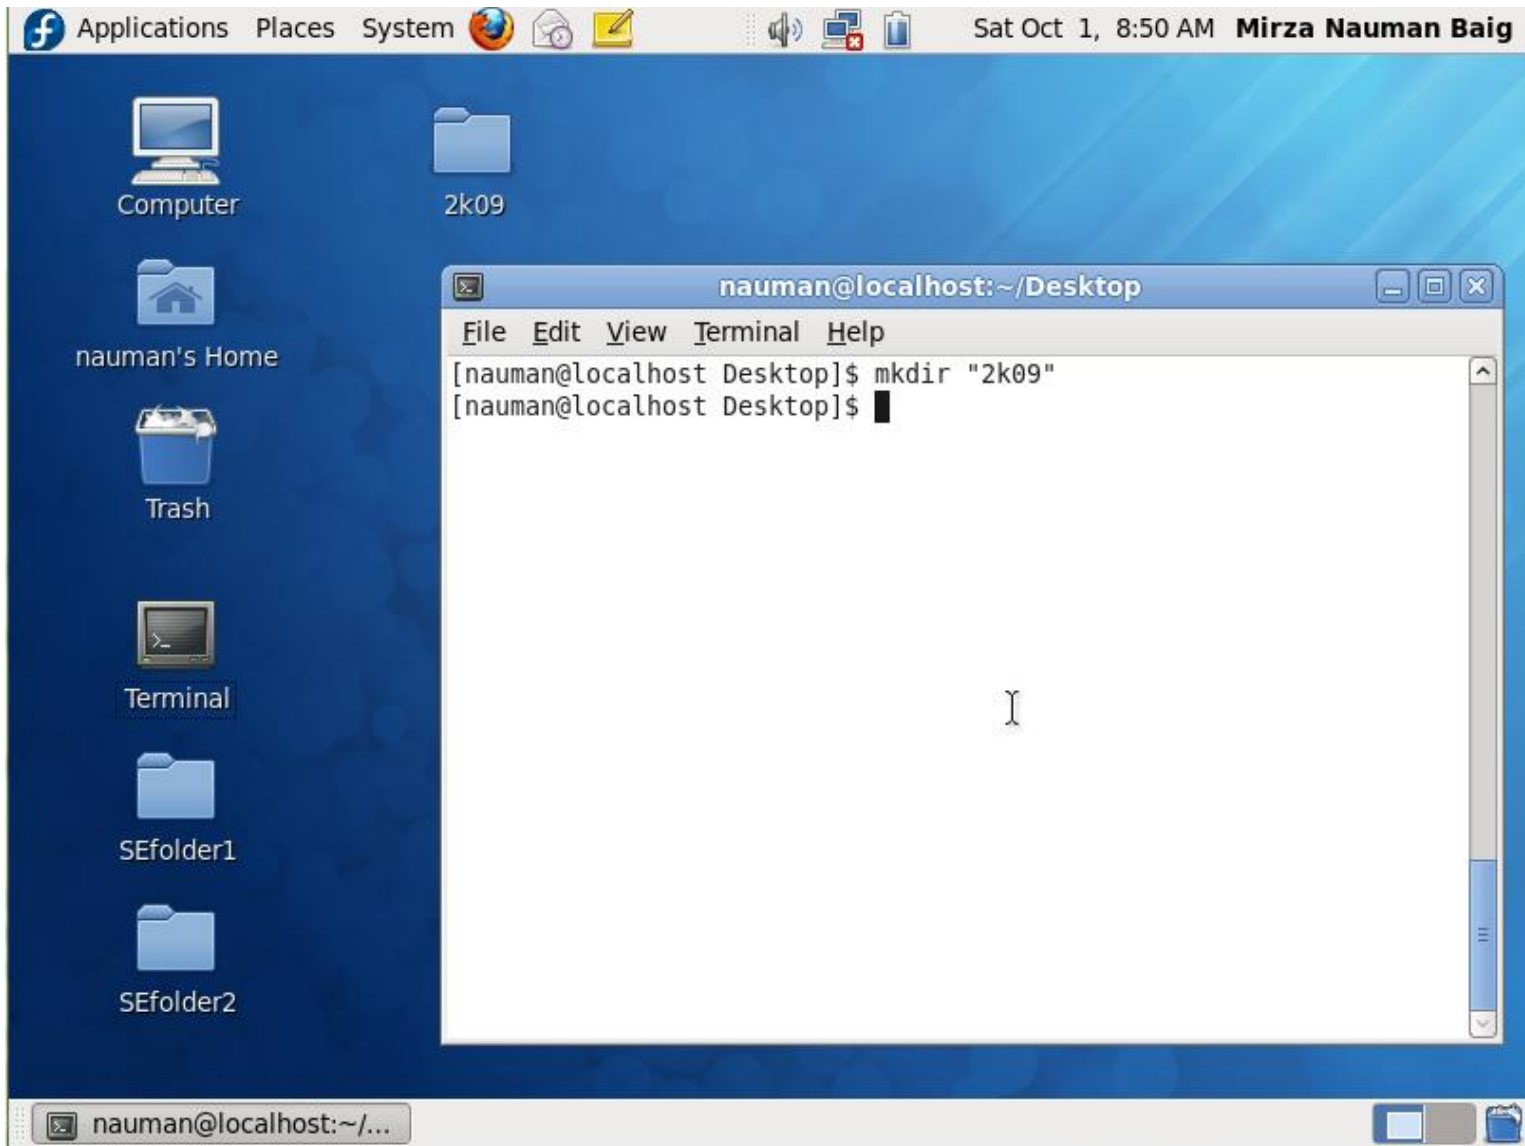 Applications Places System Sat Oct 1, 8:50 AM Mirza Nauman Baig
Computer
2k09
nauman's Home
Trash
Terminal
SEfolder1
SEfolder2
nauman@localhost:~/Desktop
File Edit View Terminal Help
[nauman@localhost Desktop]$ mkdir "2k09"
[nauman@localhost Desktop]$
nauman@localhost:~/...